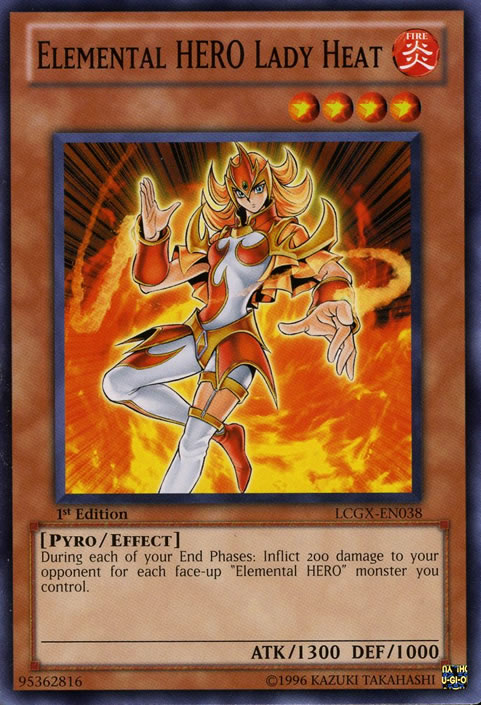 ELEMENTAL HERO LADY HEAT
FIRE
炎
1st Edition
LCGX-EN038
[PYRO/EFFECT]
During each of your End Phases: Inflict 200 damage to your
opponent for each face-up "Elemental HERO" monster you
control.
ATK/1300 DEF/1000
95362816
©1996 KAZUKI TAKAHASHI